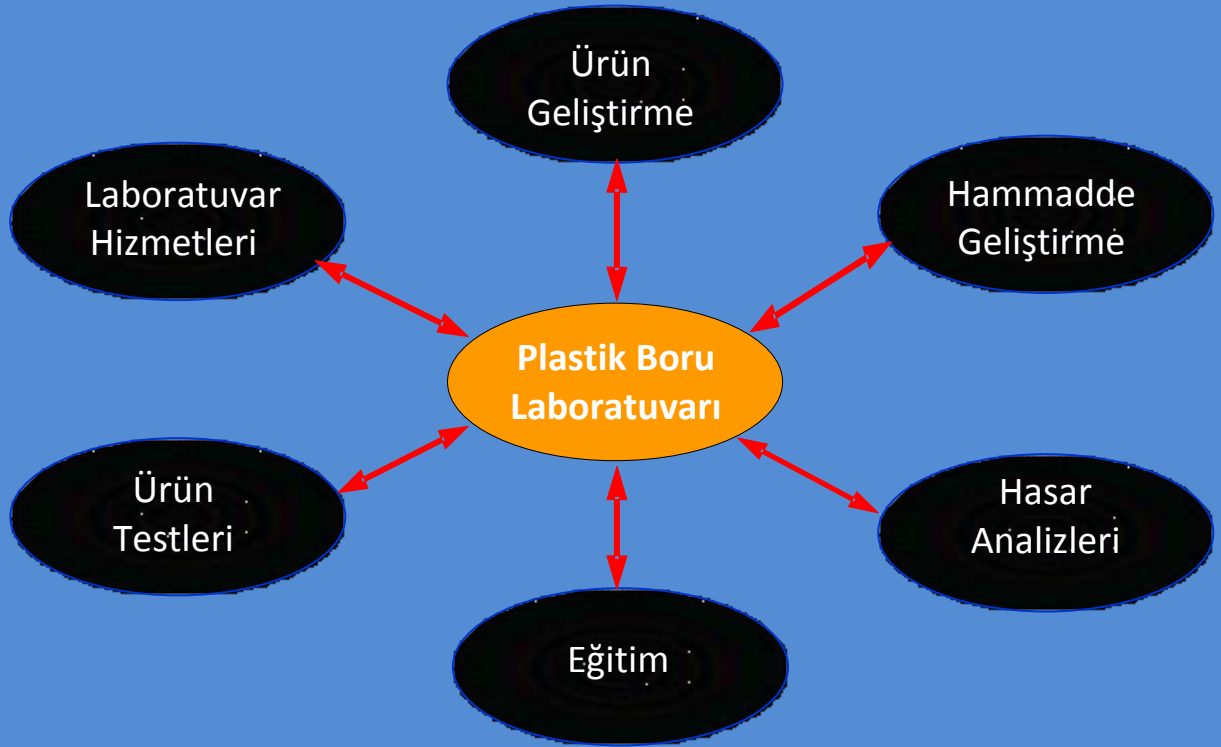 Ürün
Geliştirme
Laboratuvar
Hizmetleri
Hammadde
Geliştirme
Plastik Boru
Laboratuvarı
Ürün
Testleri
Hasar
Analizleri
Eğitim